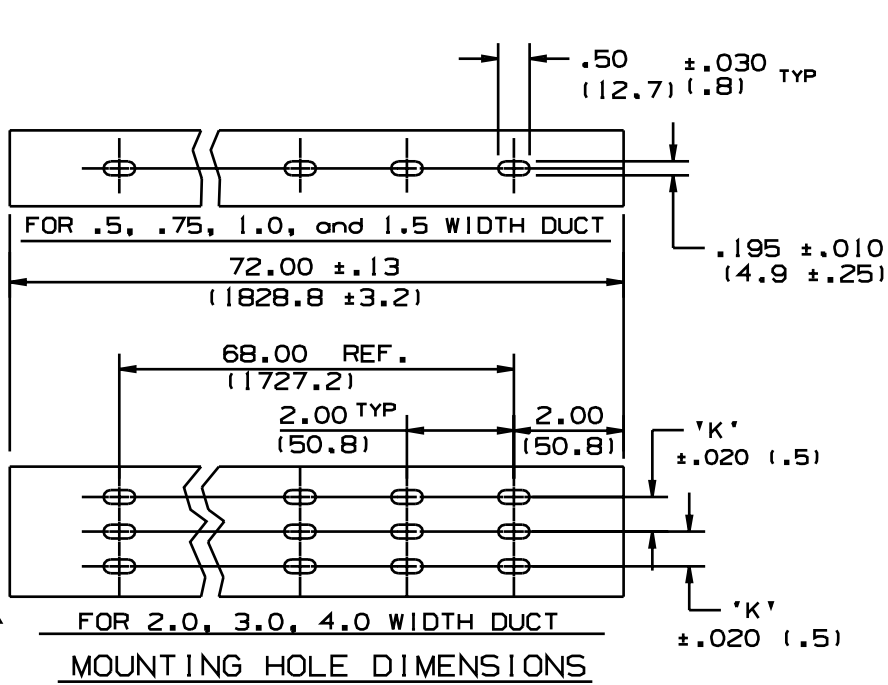 .50 ±.030 TYP
(12.7) (.8)
FOR .5, .75, 1.0, and 1.5 WIDTH DUCT
.195 ±.010
(4.9 ±.25)
72.00 ±.13
(1828.8 ±3.2)
68.00 REF.
(1727.2)
2.00 TYP
(50.8)
2.00
(50.8)
'K'
±.020 (.5)
'K'
±.020 (.5)
FOR 2.0, 3.0, 4.0 WIDTH DUCT
MOUNTING HOLE DIMENSIONS